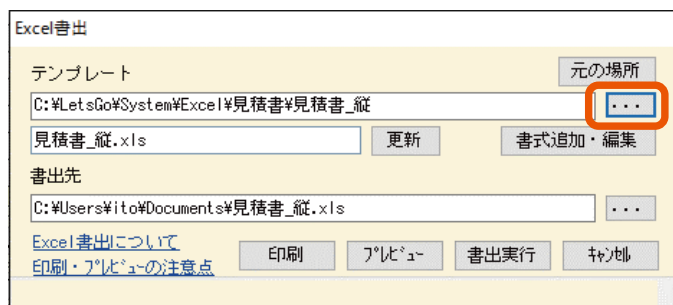 Excel書出
テンプレート
元の場所
C:¥LetsGo¥System¥Excel¥見積書¥見積書_縦
...
見積書_縦.xls
更新
書式追加・編集
書出先
C:¥Users¥ito¥Documents¥見積書_縦.xls
...
Excel書出について
印刷・プレビューの注意点
印刷
プレビュー
書出実行
キャンセル